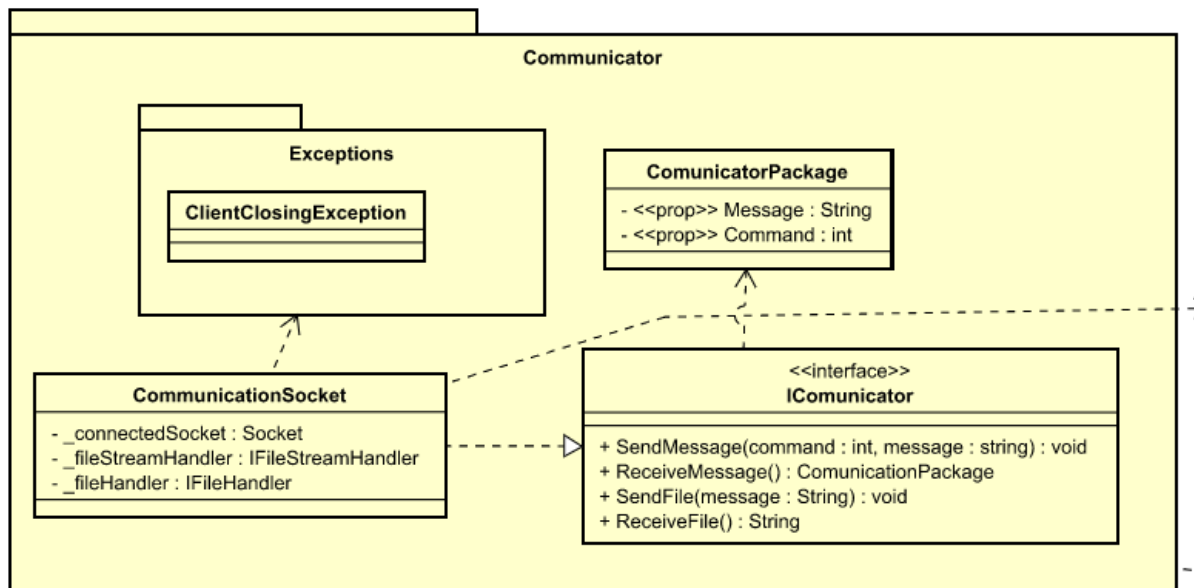 Communicator
Exceptions
ClientClosingException
ComunicatorPackage
- <<prop>> Message : String
- <<prop>> Command : int
CommunicationSocket
- _connectedSocket : Socket
- _fileStreamHandler : IFileStreamHandler
- _fileHandler : IFileHandler
<<interface>>
IComunicator
+ SendMessage(command : int, message : string) : void
+ ReceiveMessage() : ComunicationPackage
+ SendFile(message : String) : void
+ ReceiveFile() : String